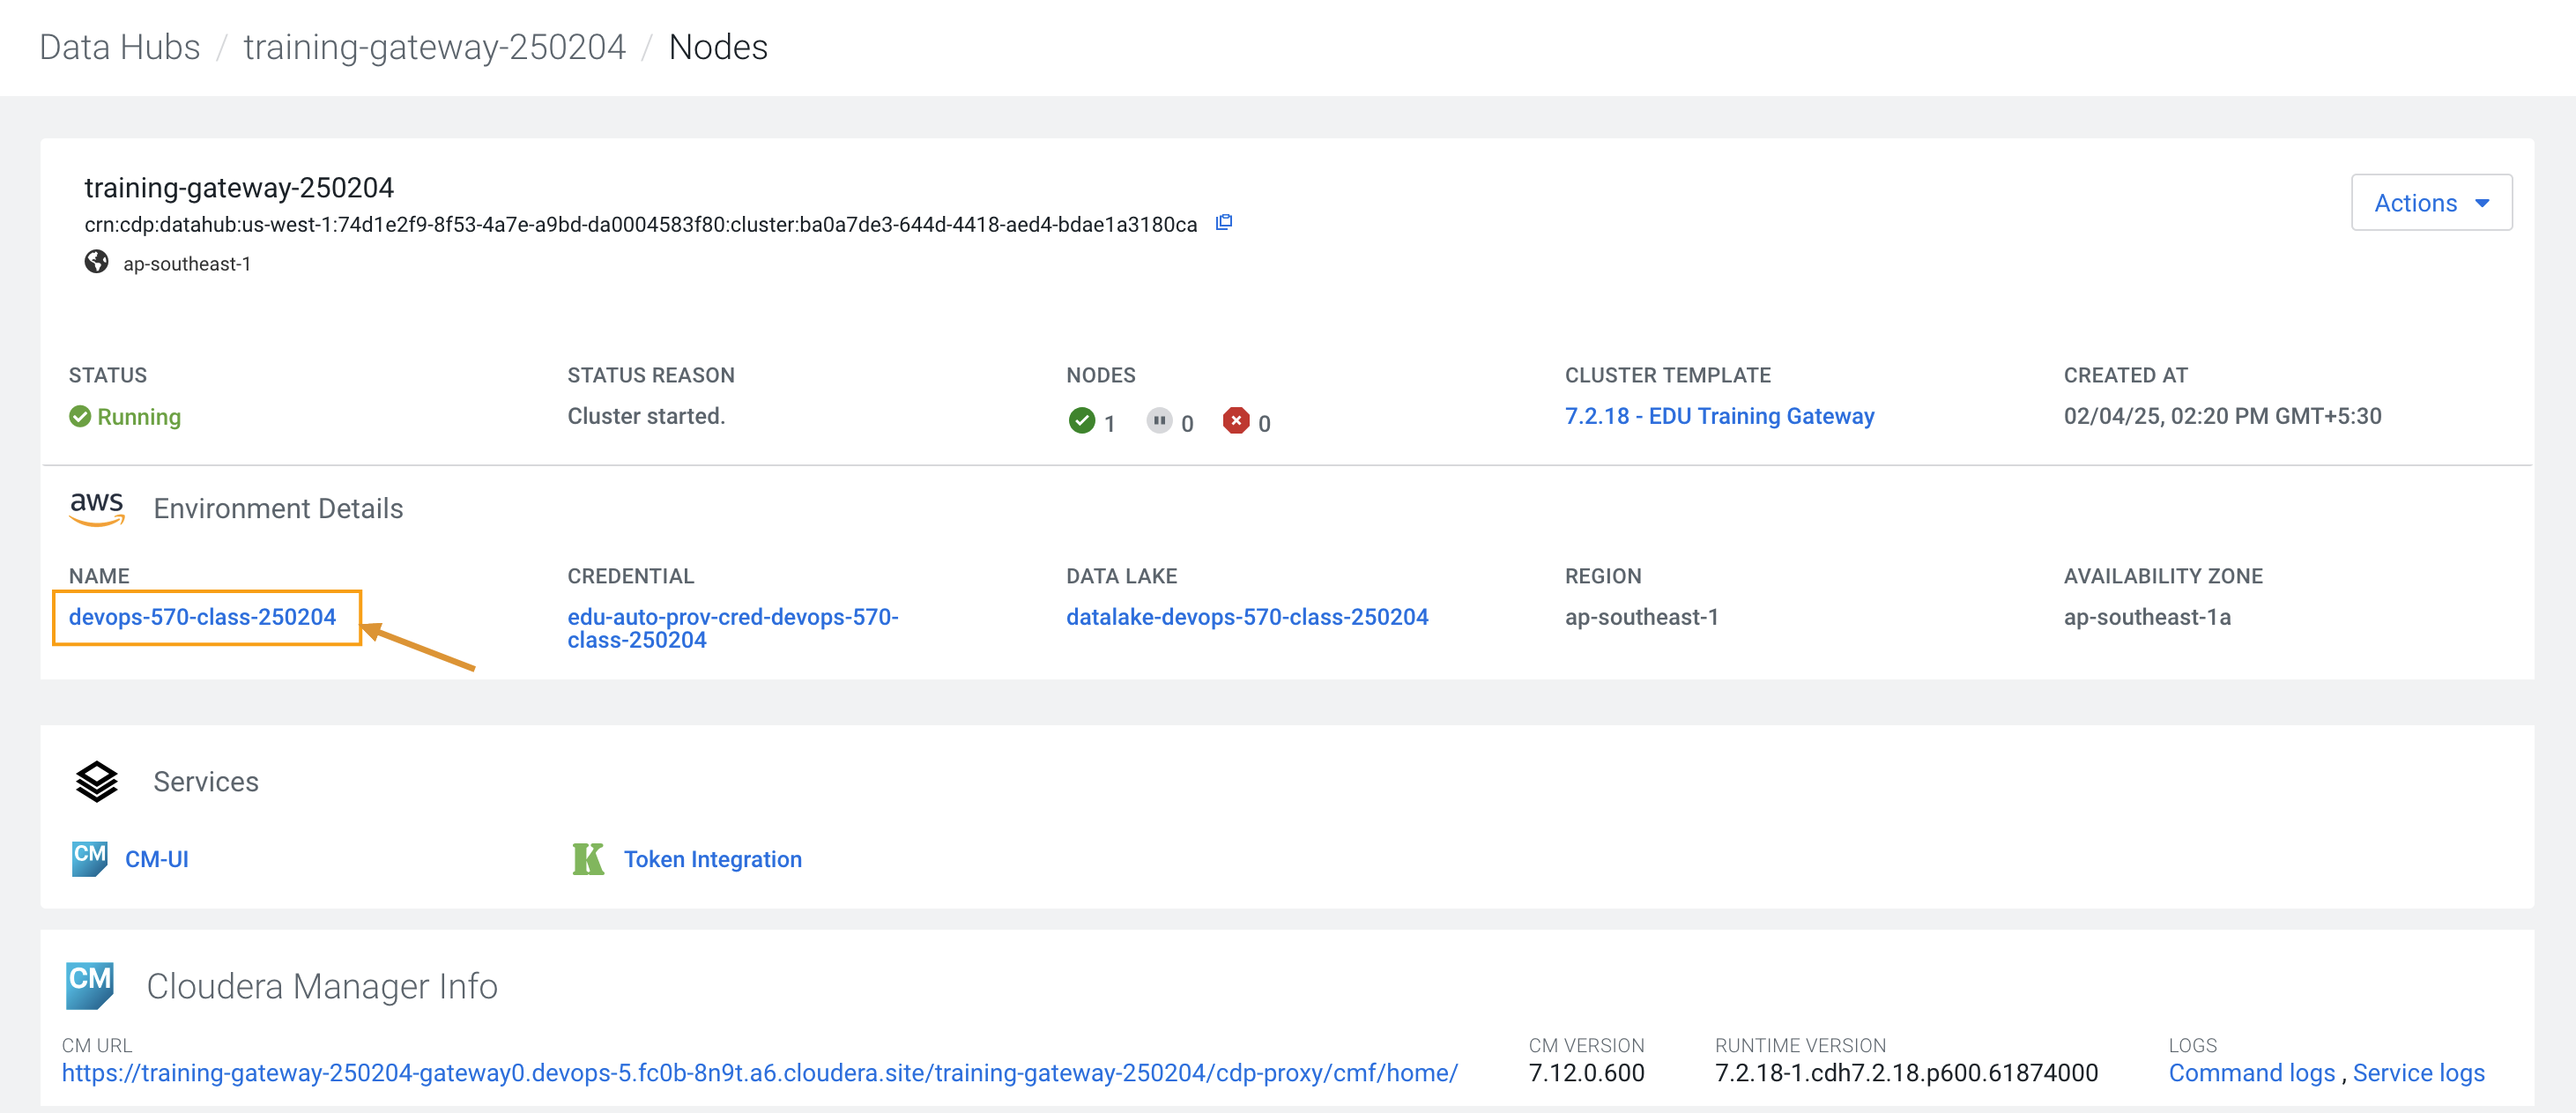 Data Hubs / training-gateway-250204 / Nodes
training-gateway-250204
crn:cdp:datahub:us-west-1:74d1e2f9-8f53-4a7e-a9bd-da0004583f80:cluster:ba0a7de3-644d-4418-aed4-bdae1a3180ca
ap-southeast-1
Actions
STATUS
Running
STATUS REASON
Cluster started.
NODES
1 0 0
CLUSTER TEMPLATE
7.2.18 - EDU Training Gateway
CREATED AT
02/04/25, 02:20 PM GMT+5:30
aws Environment Details
NAME
devops-570-class-250204
CREDENTIAL
edu-auto-prov-cred-devops-570-
class-250204
DATA LAKE
datalake-devops-570-class-250204
REGION
ap-southeast-1
AVAILABILITY ZONE
ap-southeast-1a
Services
CM CM-UI
K Token Integration
CM Cloudera Manager Info
CM URL
https://training-gateway-250204-gateway0.devops-5.fc0b-8n9t.a6.cloudera.site/training-gateway-250204/cdp-proxy/cmf/home/
CM VERSION
7.12.0.600
RUNTIME VERSION
7.2.18-1.cdh7.2.18.p600.61874000
LOGS
Command logs , Service logs